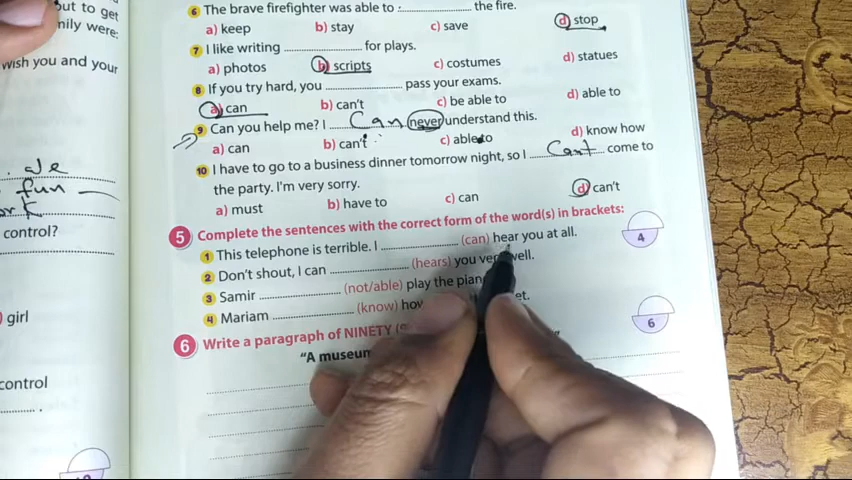 out to get
nily were:
wish you and your
de
fun
ork
control?
) girl
control
6 The brave firefighter was able to : the fire.
a) keep b) stay c) save d) stop
7 I like writing for plays.
a) photos b) scripts c) costumes d) statues
8 If you try hard, you pass your exams.
a) can b) can't c) be able to d) able to
9 Can you help me? I Can never understand this.
a) can b) can't c) able to d) know how
10 I have to go to a business dinner tomorrow night, so I Cant come to
the party. I'm very sorry.
a) must b) have to c) can d) can't
5 Complete the sentences with the correct form of the word(s) in brackets:
4
1 This telephone is terrible. I (can) hear you at all.
2 Don't shout, I can (hears) you very well.
3 Samir (not/able) play the piano
4 Mariam (know) how et.
6
6 Write a paragraph of NINETY
"A museum